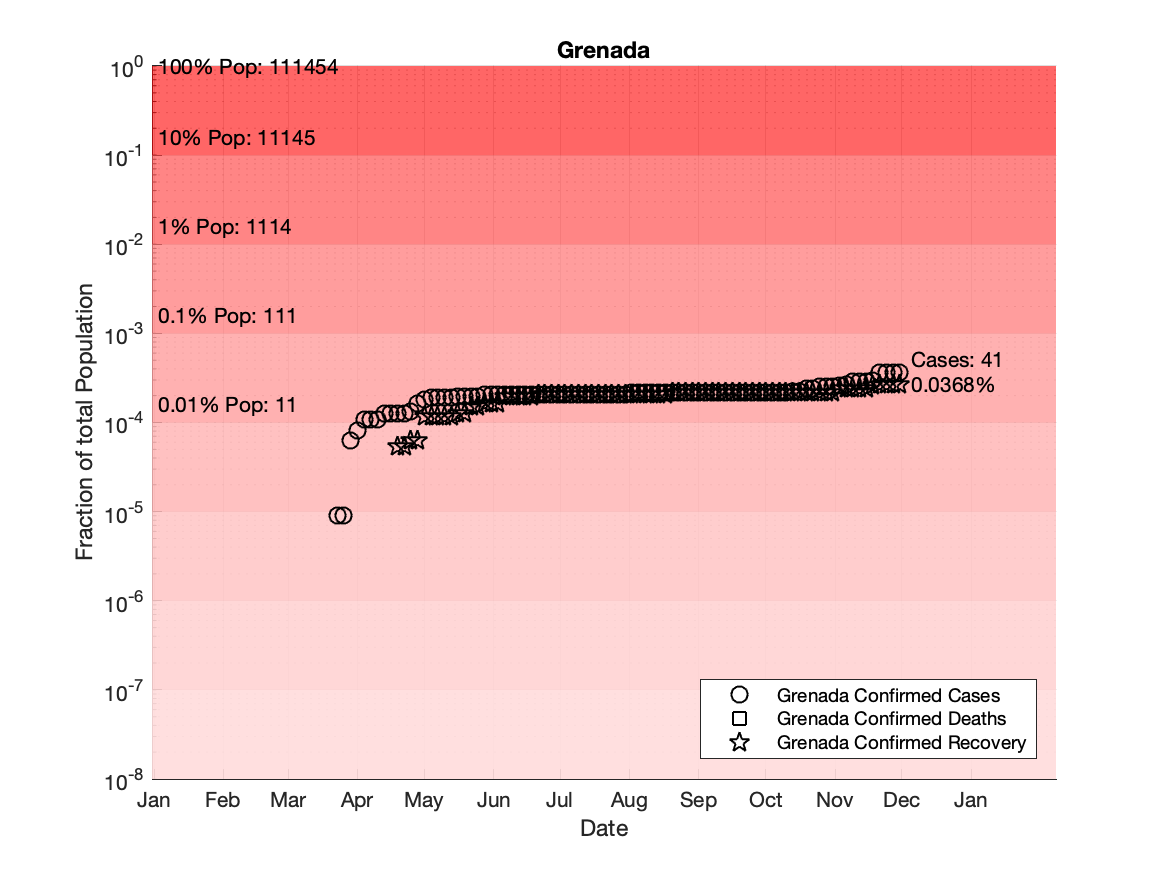 Grenada
10^0
100% Pop: 111454
10% Pop: 11145
10^-1
1% Pop: 1114
10^-2
0.1% Pop: 111
10^-3
Cases: 41
0.0368%
0.01% Pop: 11
10^-4
10^-5
10^-6
10^-7
10^-8
Fraction of total Population
Grenada Confirmed Cases
Grenada Confirmed Deaths
Grenada Confirmed Recovery
Jan Feb Mar Apr May Jun Jul Aug Sep Oct Nov Dec Jan
Date